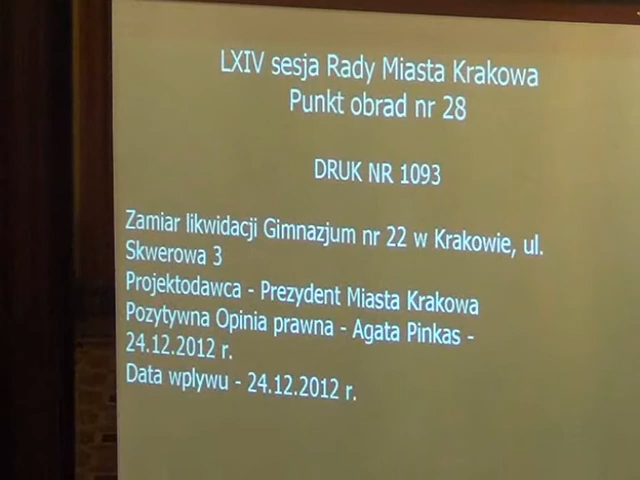 LXIV sesja Rady Miasta Krakowa
Punkt obrad nr 28
DRUK NR 1093
Zamiar likwidacji Gimnazjum nr 22 w Krakowie, ul.
Skwerowa 3
Projektodawca - Prezydent Miasta Krakowa
Pozytywna Opinia prawna - Agata Pinkas -
24.12.2012 r.
Data wpływu - 24.12.2012 r.